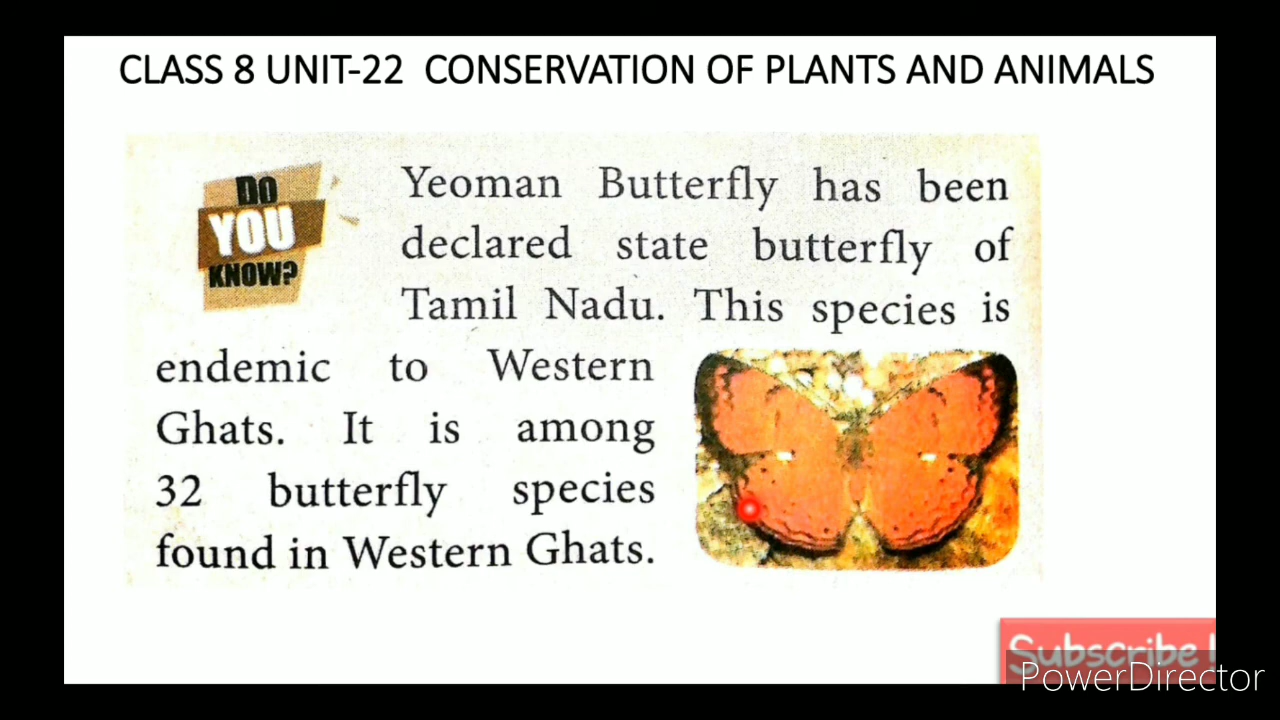 CLASS 8 UNIT-22 CONSERVATION OF PLANTS AND ANIMALS
DO
YOU
KNOW?
Yeoman Butterfly has been
declared state butterfly of
Tamil Nadu. This species is
endemic to Western
Ghats. It is among
32 butterfly species
found in Western Ghats.
Subscribe !
PowerDirector